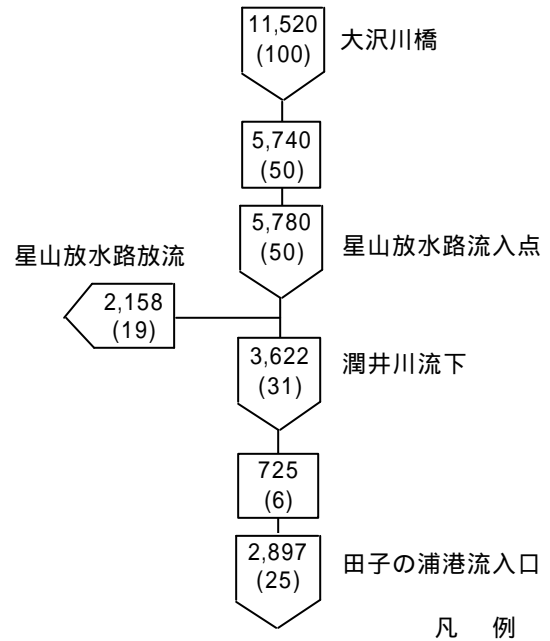 11,520
(100)
大沢川橋
5,740
(50)
5,780
(50)
星山放水路流入点
星山放水路放流
2,158
(19)
3,622
(31)
潤井川流下
725
(6)
2,897
(25)
田子の浦港流入口
凡 例